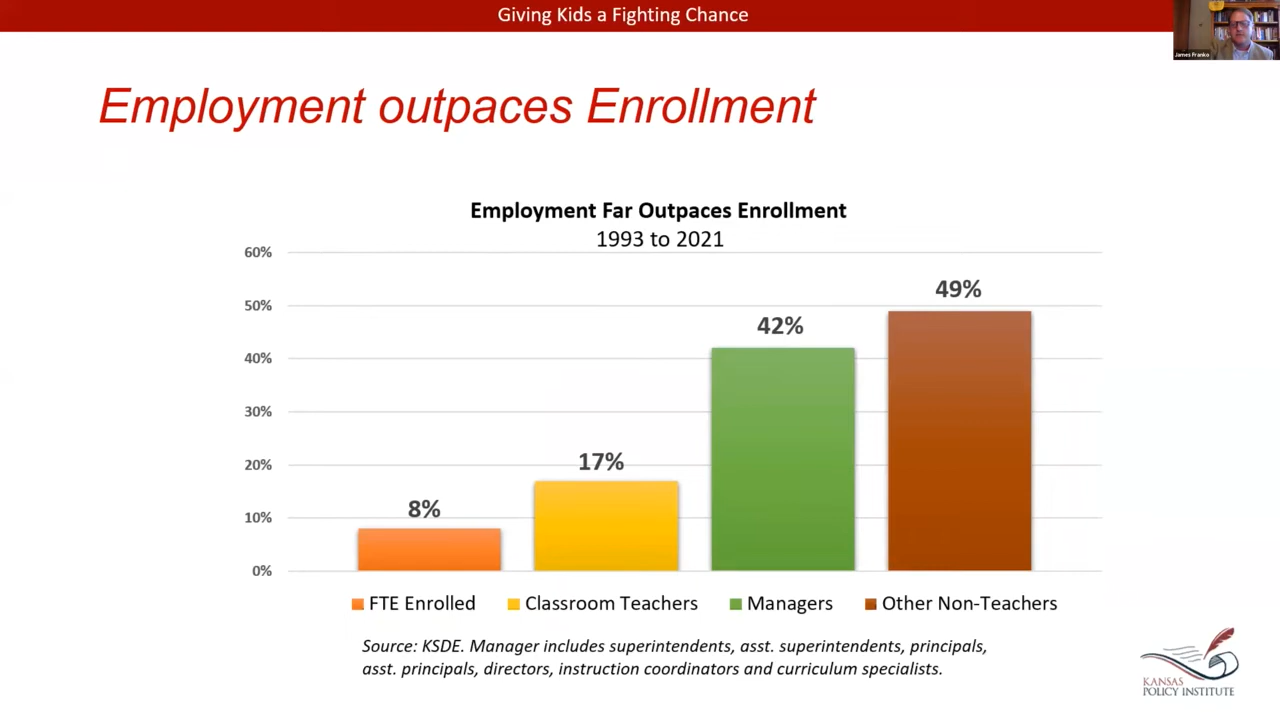 Giving Kids a Fighting Chance
James Franko
Employment outpaces Enrollment
Employment Far Outpaces Enrollment
1993 to 2021
60%
50%
40%
30%
20%
10%
0%
8%
17%
42%
49%
FTE Enrolled
Classroom Teachers
Managers
Other Non-Teachers
Source: KSDE. Manager includes superintendents, asst. superintendents, principals,
asst. principals, directors, instruction coordinators and curriculum specialists.
KANSAS
POLICY INSTITUTE